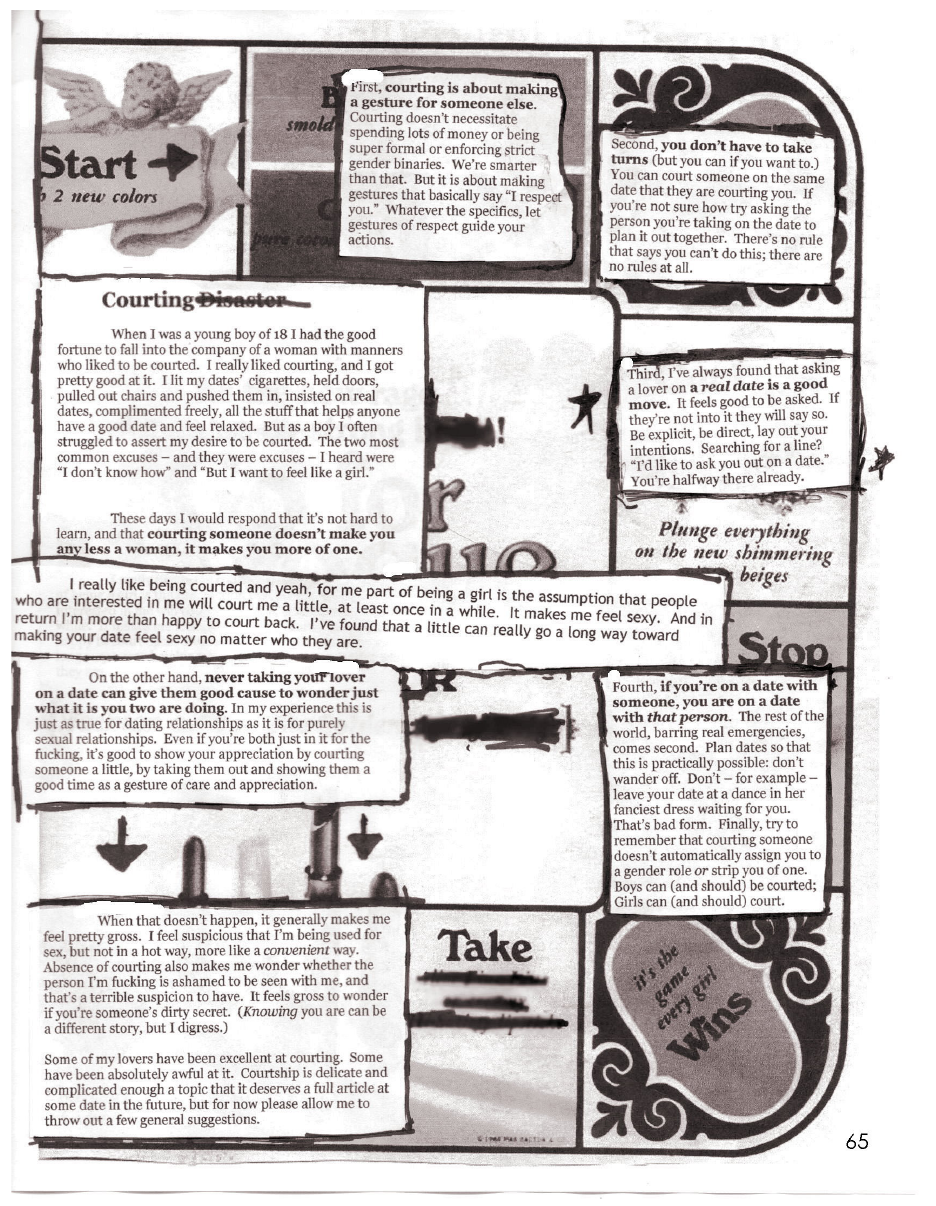 Start
2 new colors
B
smold
pure cocoa
First, courting is about making
a gesture for someone else.
Courting doesn't necessitate
spending lots of money or being
super formal or enforcing strict
gender binaries. We're smarter
than that. But it is about making
gestures that basically say "I respect
you." Whatever the specifics, let
gestures of respect guide your
actions.
Second, you don't have to take
turns (but you can if you want to.)
You can court someone on the same
date that they are courting you. If
you're not sure how try asking the
person you're taking on the date to
plan it out together. There's no rule
that says you can't do this; there are
no rules at all.
Courting Disaster
When I was a young boy of 18 I had the good
fortune to fall into the company of a woman with manners
who liked to be courted. I really liked courting, and I got
pretty good at it. I lit my dates' cigarettes, held doors,
pulled out chairs and pushed them in, insisted on real
dates, complimented freely, all the stuff that helps anyone
have a good date and feel relaxed. But as a boy I often
struggled to assert my desire to be courted. The two most
common excuses – and they were excuses – I heard were
"I don't know how" and "But I want to feel like a girl."
These days I would respond that it's not hard to
learn, and that courting someone doesn't make you
any less a woman, it makes you more of one.
!
r
Third, I've always found that asking
a lover on a real date is a good
move. It feels good to be asked. If
they're not into it they will say so.
Be explicit, be direct, lay out your
intentions. Searching for a line?
"I'd like to ask you out on a date."
You're halfway there already.
Plunge everything
on the new shimmering
beiges
I really like being courted and yeah, for me part of being a girl is the assumption that people
who are interested in me will court me a little, at least once in a while. It makes me feel sexy. And in
return I'm more than happy to court back. I've found that a little can really go a long way toward
making your date feel sexy no matter who they are.
Stop
On the other hand, never taking your lover
on a date can give them good cause to wonder just
what it is you two are doing. In my experience this is
just as true for dating relationships as it is for purely
sexual relationships. Even if you're both just in it for the
fucking, it's good to show your appreciation by courting
someone a little, by taking them out and showing them a
good time as a gesture of care and appreciation.
OR
Fourth, if you're on a date with
someone, you are on a date
with that person. The rest of the
world, barring real emergencies,
comes second. Plan dates so that
this is practically possible: don't
wander off. Don't – for example –
leave your date at a dance in her
fanciest dress waiting for you.
That's bad form. Finally, try to
remember that courting someone
doesn't automatically assign you to
a gender role or strip you of one.
Boys can (and should) be courted;
Girls can (and should) court.
When that doesn't happen, it generally makes me
feel pretty gross. I feel suspicious that I'm being used for
sex, but not in a hot way, more like a convenient way.
Absence of courting also makes me wonder whether the
person I'm fucking is ashamed to be seen with me, and
that's a terrible suspicion to have. It feels gross to wonder
if you're someone's dirty secret. (Knowing you are can be
a different story, but I digress.)
Some of my lovers have been excellent at courting. Some
have been absolutely awful at it. Courtship is delicate and
complicated enough a topic that it deserves a full article at
some date in the future, but for now please allow me to
throw out a few general suggestions.
Take
it's the
game
every girl
Wins
65